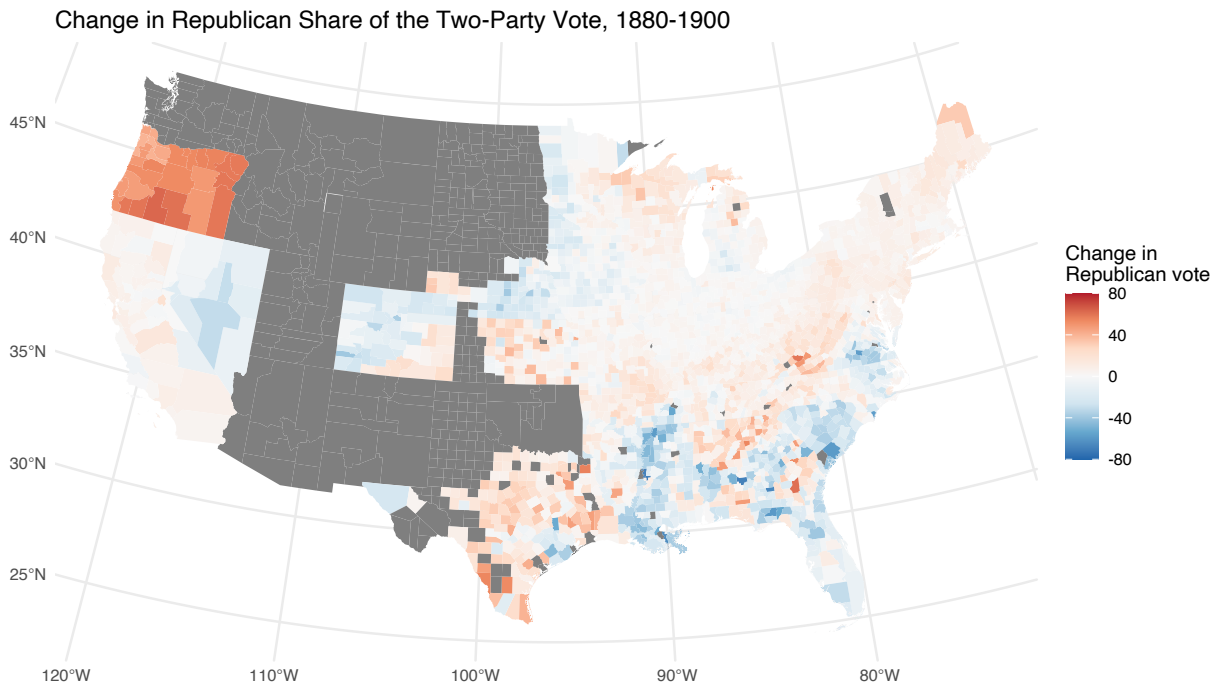 Change in Republican Share of the Two-Party Vote, 1880-1900
45°N
40°N
35°N
30°N
25°N
120°W
110°W
100°W
90°W
80°W
Change in
Republican vote
80
40
0
-40
-80